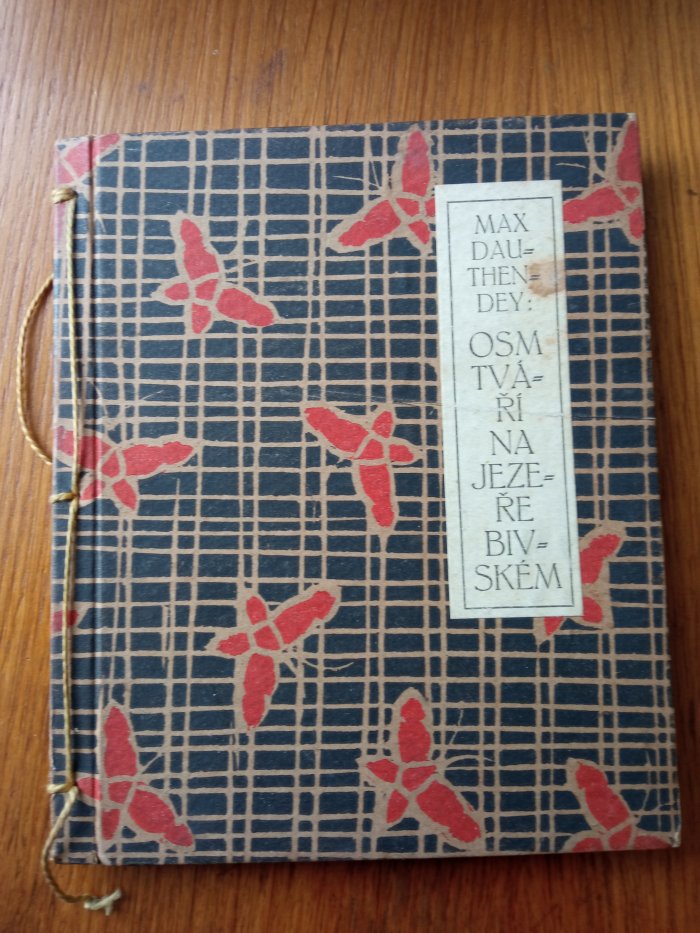 MAX
DAU=
THEN=
DEY:
OSM
TVÁ=
ŘÍ
NA
JEZE=
ŘE
BIV=
SKÉM